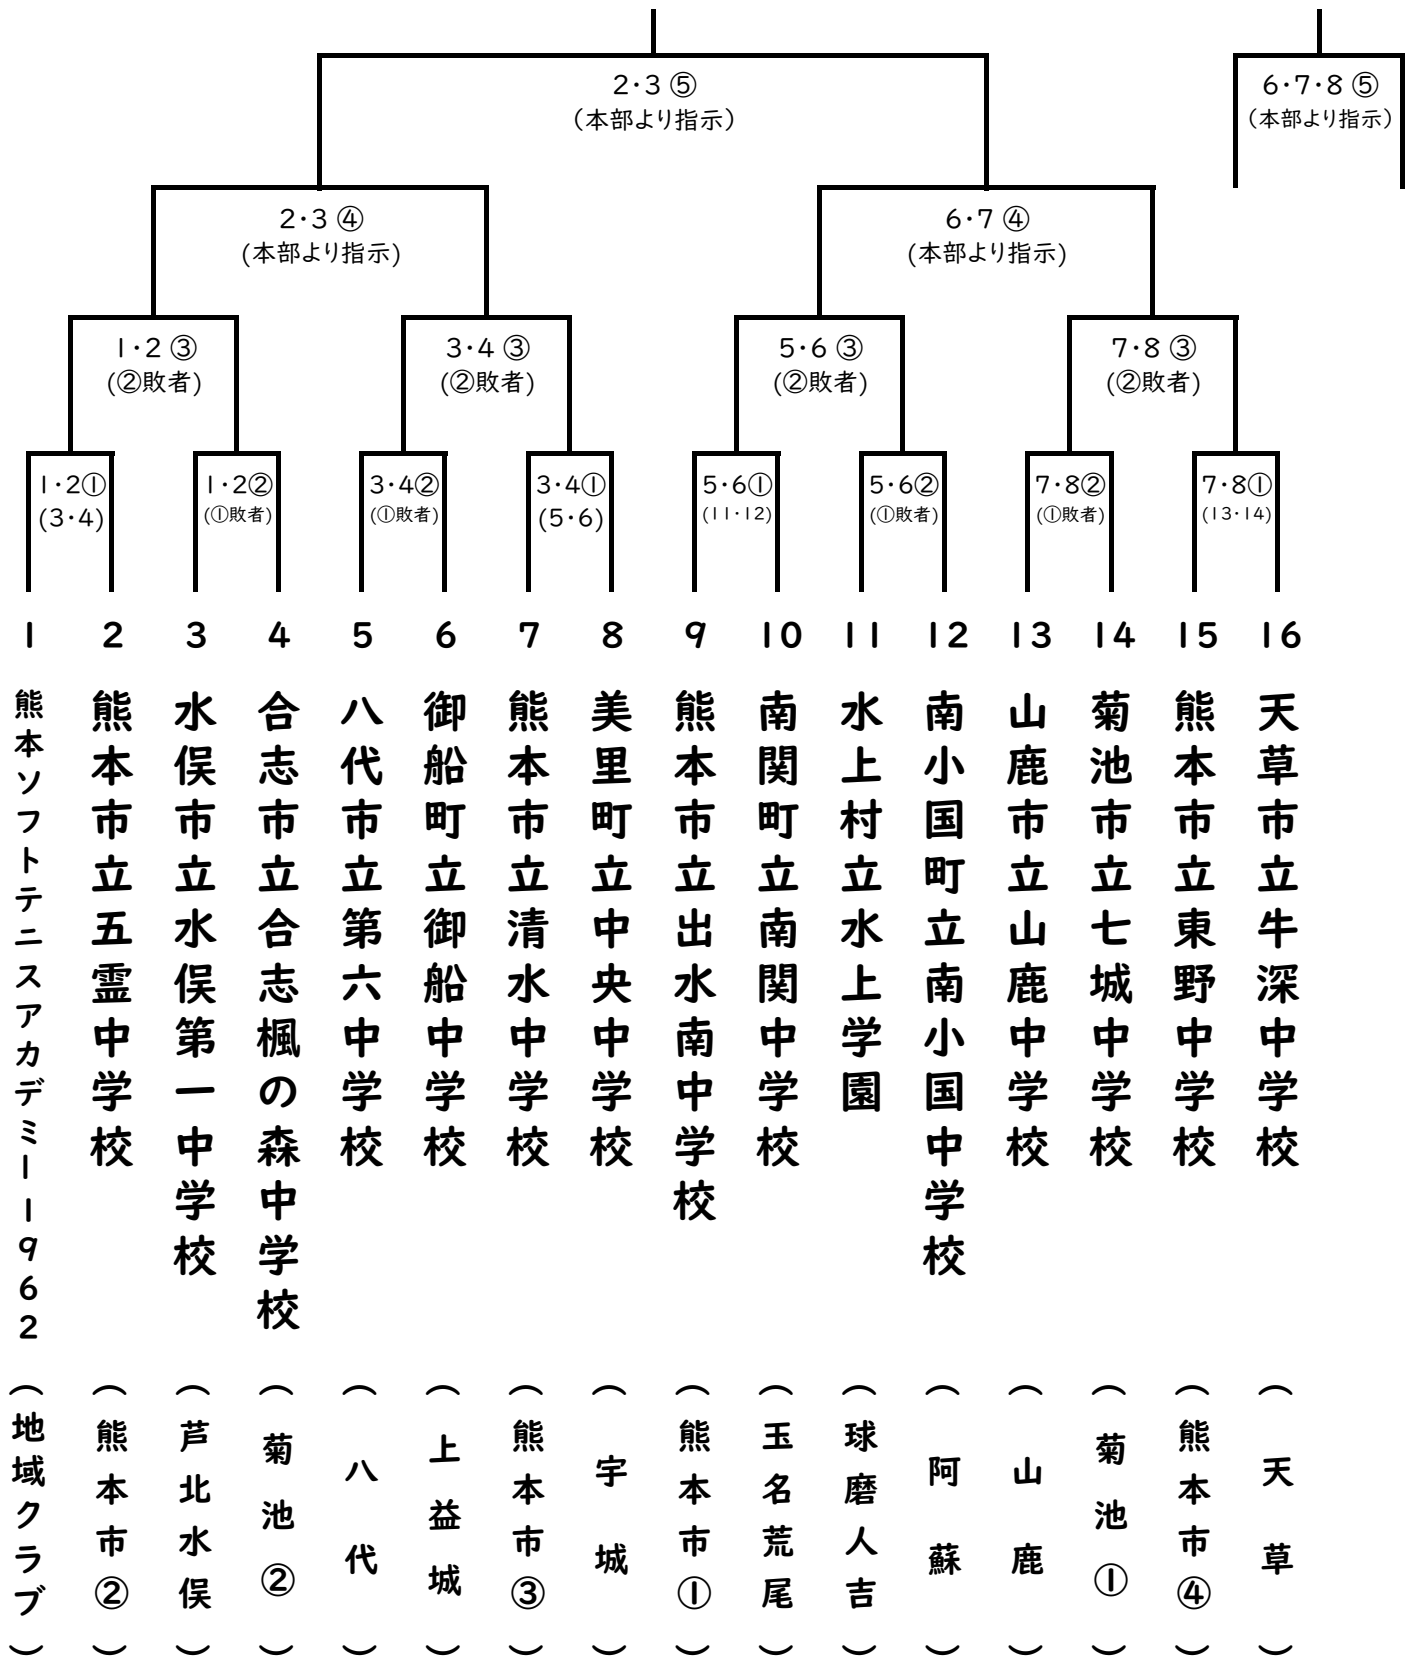 2・3 ⑤
(本部より指示)
6・7・8 ⑤
(本部より指示)
2・3 ④
(本部より指示)
6・7 ④
(本部より指示)
1・2 ③
(②敗者)
3・4 ③
(②敗者)
5・6 ③
(②敗者)
7・8 ③
(②敗者)
1・2①
(3・4)
1・2②
(①敗者)
3・4②
(①敗者)
3・4①
(5・6)
5・6①
(11・12)
5・6②
(①敗者)
7・8②
(①敗者)
7・8①
(13・14)
1
熊本ソフトテニスアカデミー1962
(地域クラブ)
2
熊本市立五霊中学校
(熊本市②)
3
水俣市立水俣第一中学校
(芦北水俣)
4
合志市立合志楓の森中学校
(菊池②)
5
八代市立第六中学校
(八代)
6
御船町立御船中学校
(上益城)
7
熊本市立清水中学校
(熊本市③)
8
美里町立中央中学校
(宇城)
9
熊本市立出水南中学校
(熊本市①)
10
南関町立南関中学校
(玉名荒尾)
11
水上村立水上学園
(球磨人吉)
12
南小国町立南小国中学校
(阿蘇)
13
山鹿市立山鹿中学校
(山鹿)
14
菊池市立七城中学校
(菊池①)
15
熊本市立東野中学校
(熊本市④)
16
天草市立牛深中学校
(天草)